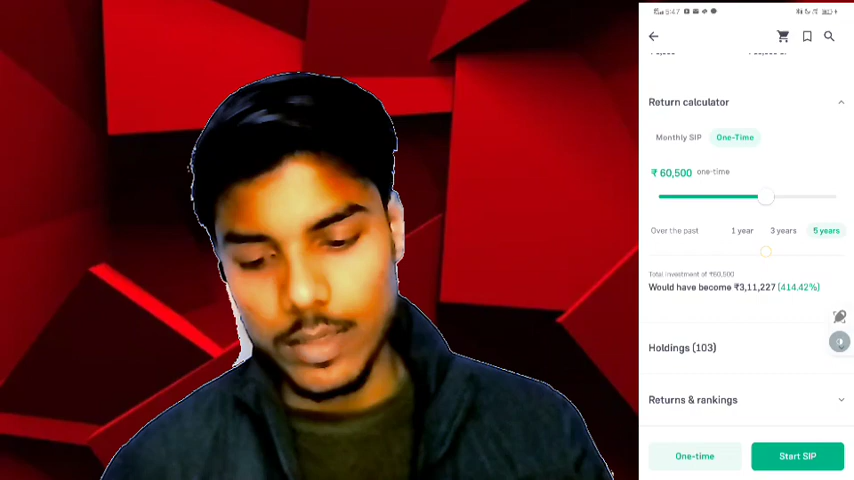 5:47
Return calculator
Monthly SIP One-Time
₹ 60,500 one-time
Over the past 1 year 3 years 5 years
Total investment of ₹60,500
Would have become ₹3,11,227 (414.42%)
Holdings (103)
Returns & rankings
One-time Start SIP